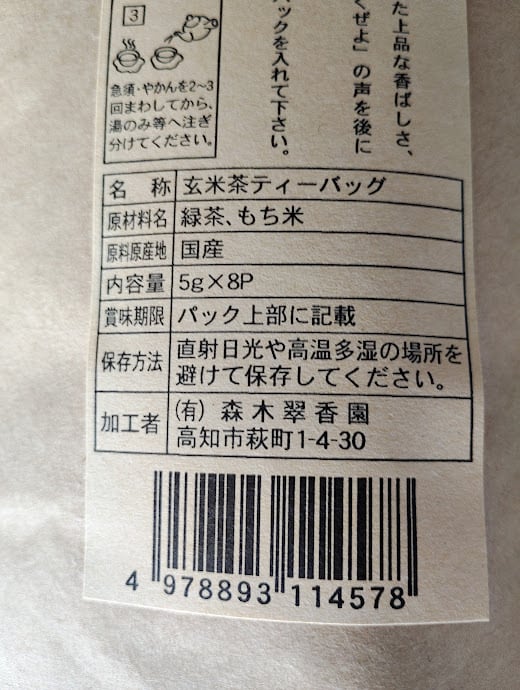 た上品な香ばしさ、
くぜよ」の声を後に
パックを入れて下さい。
3
急須・やかんを2〜3
回まわしてから、
湯のみ等へ注ぎ
分けてください。
名 称 玄米茶ティーバッグ
原材料名 緑茶、もち米
原料原産地 国産
内容量 5g×8P
賞味期限 パック上部に記載
保存方法 直射日光や高温多湿の場所を
避けて保存してください。
加工者 (有) 森木翠香園
高知市萩町1-4-30
4 978893 114578